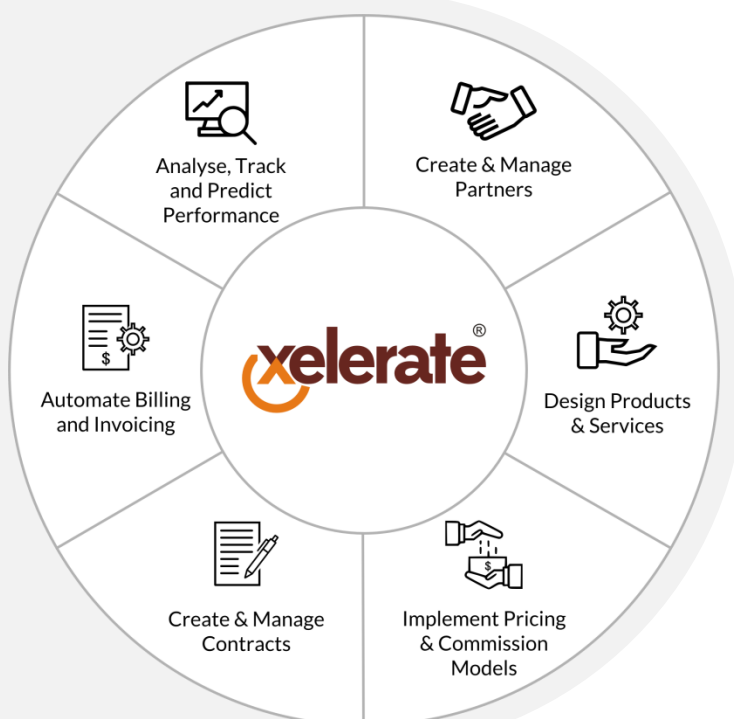 Analyse, Track
and Predict
Performance
Create & Manage
Partners
$
Automate Billing
and Invoicing
xelerate®
Design Products
& Services
Create & Manage
Contracts
$
Implement Pricing
& Commission
Models